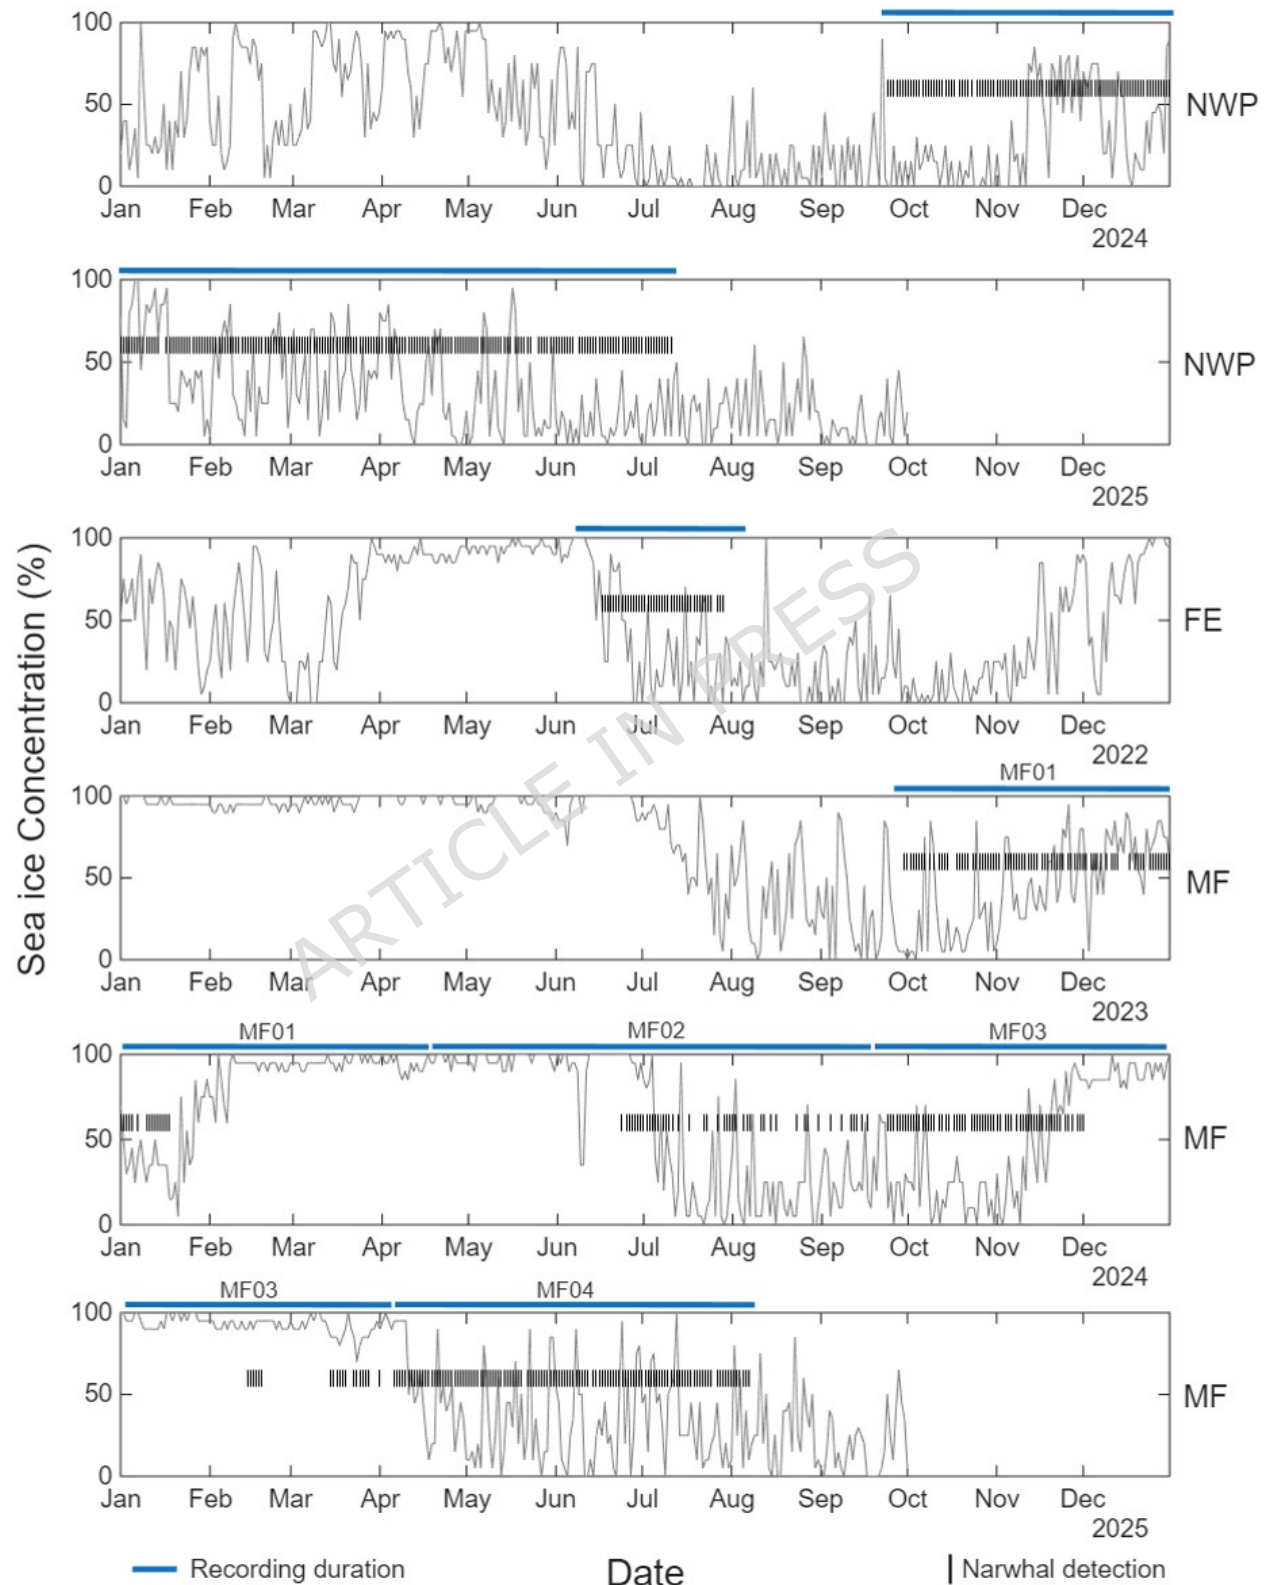 100
50
0
NWP
Jan Feb Mar Apr May Jun Jul Aug Sep Oct Nov Dec
2024
100
50
0
NWP
Jan Feb Mar Apr May Jun Jul Aug Sep Oct Nov Dec
2025
Sea ice Concentration (%)
100
50
0
FE
Jan Feb Mar Apr May Jun Jul Aug Sep Oct Nov Dec
2022
ARTICLE IN PRESS
MF01
100
50
0
MF
Jan Feb Mar Apr May Jun Jul Aug Sep Oct Nov Dec
2023
MF01 MF02 MF03
100
50
0
MF
Jan Feb Mar Apr May Jun Jul Aug Sep Oct Nov Dec
2024
MF03 MF04
100
50
0
MF
Jan Feb Mar Apr May Jun Jul Aug Sep Oct Nov Dec
2025
Recording duration Date Narwhal detection